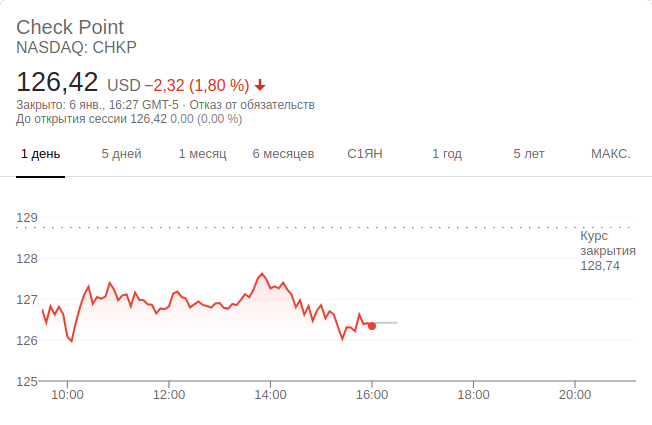 Check Point
NASDAQ: CHKP
126,42 USD −2,32 (1,80 %)
Закрыто: 6 янв., 16:27 GMT-5 · Отказ от обязательств
До открытия сессии 126,42 0,00 (0,00 %)
1 день 5 дней 1 месяц 6 месяцев С1ЯН 1 год 5 лет МАКС.
129
Курс
закрытия
128,74
128
127
126
125
10:00 12:00 14:00 16:00 18:00 20:00